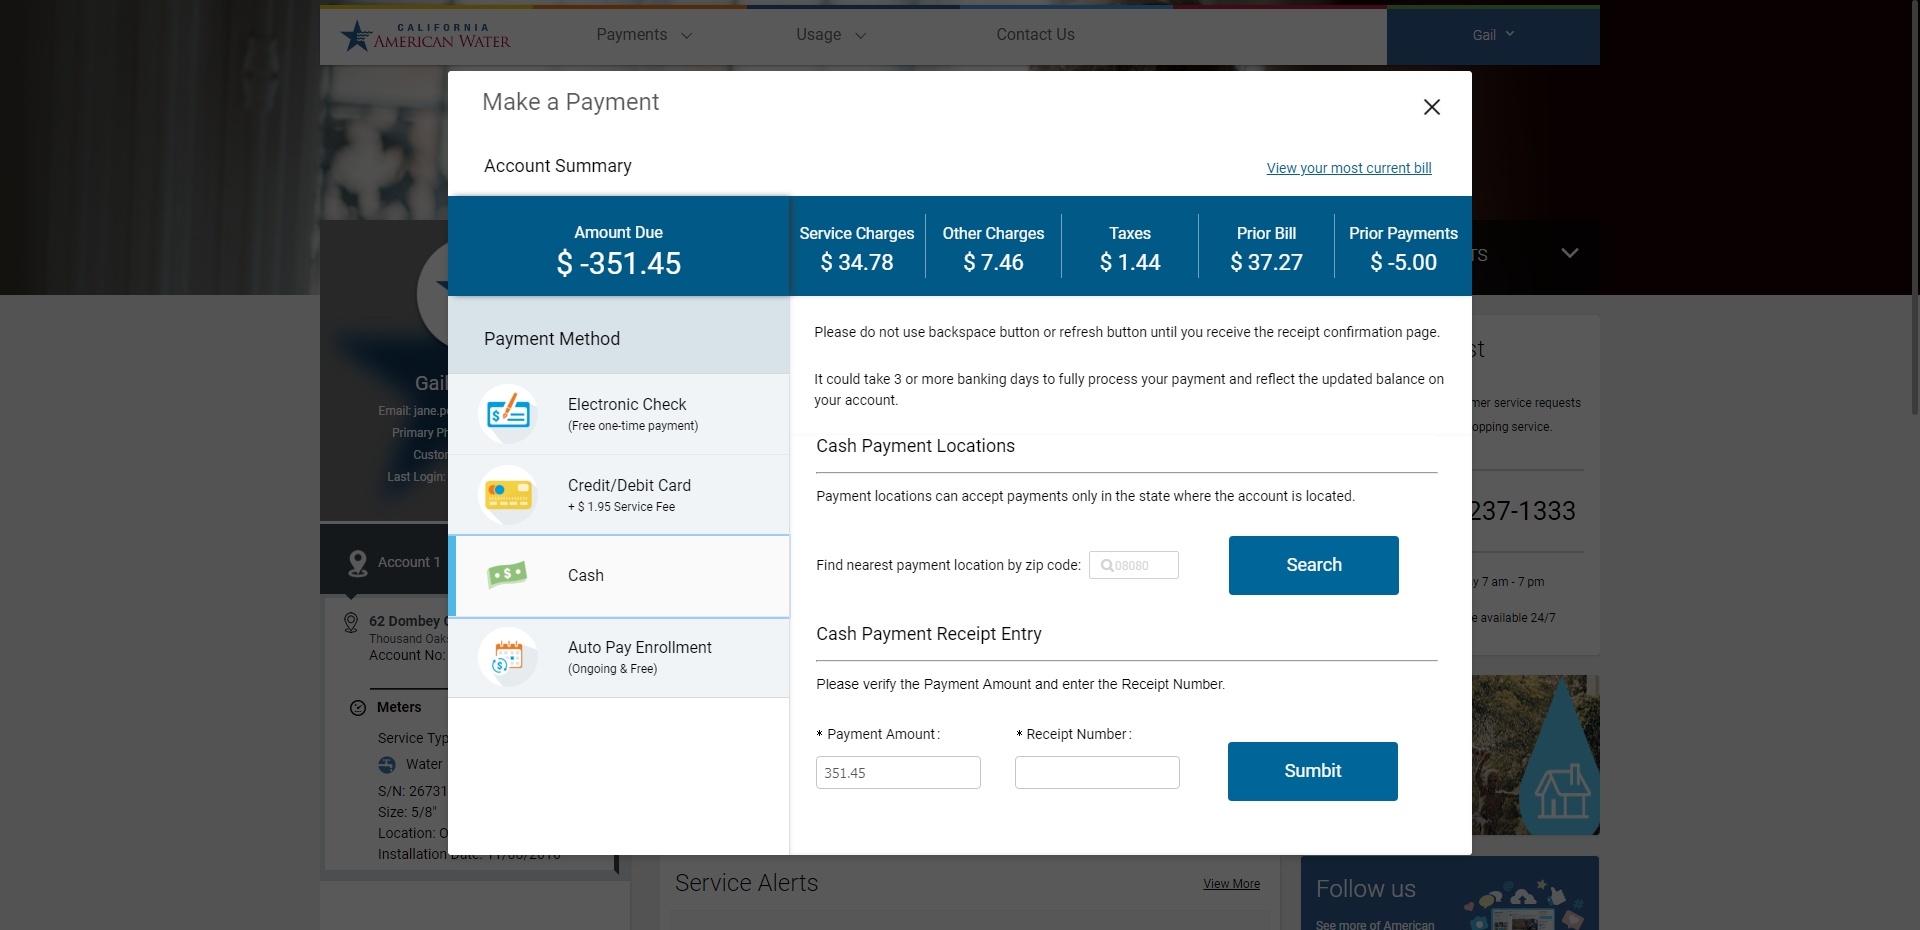 CALIFORNIA
AMERICAN WATER
Payments
Usage
Contact Us
Gail
Make a Payment
Account Summary
View your most current bill
Amount Due
$ -351.45
Service Charges
$ 34.78
Other Charges
$ 7.46
Taxes
$ 1.44
Prior Bill
$ 37.27
Prior Payments
$ -5.00
TS
Payment Method
Electronic Check
(Free one-time payment)
Credit/Debit Card
+ $ 1.95 Service Fee
Cash
Auto Pay Enrollment
(Ongoing & Free)
Please do not use backspace button or refresh button until you receive the receipt confirmation page.
It could take 3 or more banking days to fully process your payment and reflect the updated balance on
your account.
Cash Payment Locations
Payment locations can accept payments only in the state where the account is located.
Find nearest payment location by zip code:
08080
Search
Cash Payment Receipt Entry
Please verify the Payment Amount and enter the Receipt Number.
* Payment Amount :
351.45
* Receipt Number :
Sumbit
Gail
Email: jane.p
Primary Ph
Custor
Last Login:
Account 1
62 Dombey
Thousand Oak
Account No:
Meters
Service Typ
Water
S/N: 26731
Size: 5/8"
Location: O
Installation
st
mer service requests
opping service.
237-1333
y 7 am - 7 pm
e available 24/7
Service Alerts
View More
Follow us
See more of American